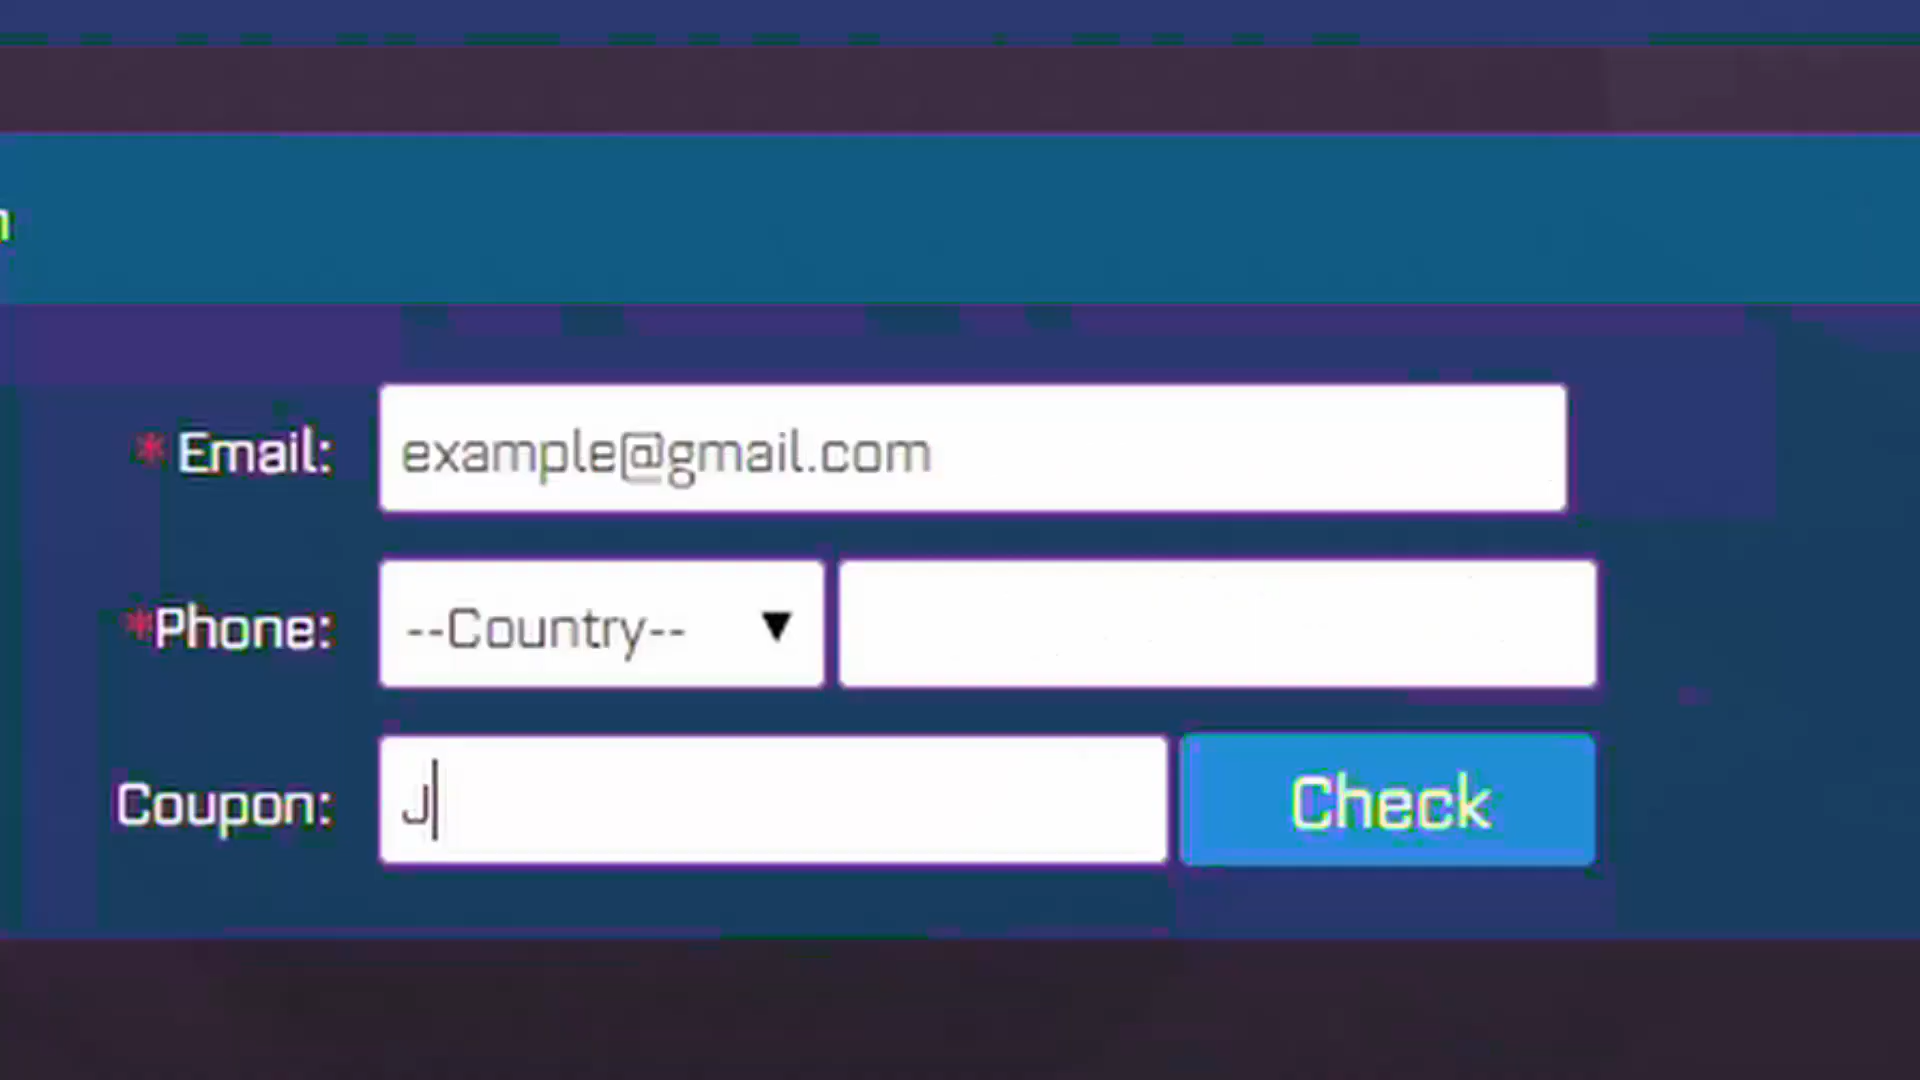 *Email: example@gmail.com
*Phone: --Country-- ▼
Coupon: J Check